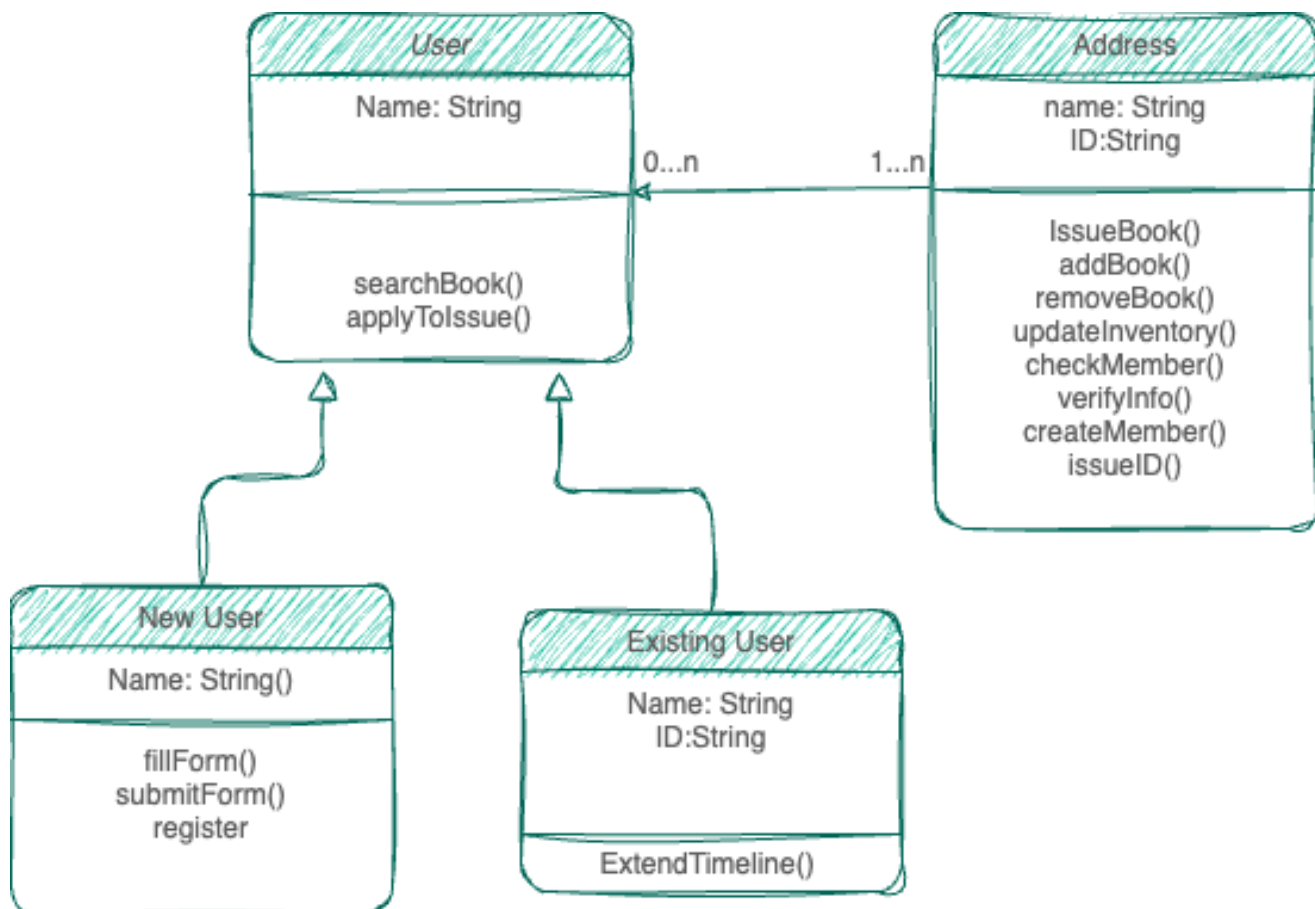 User
Name: String
searchBook()
applyToIssue()
0...n
1...n
Address
name: String
ID:String
IssueBook()
addBook()
removeBook()
updateInventory()
checkMember()
verifyInfo()
createMember()
issueID()
New User
Name: String()
fillForm()
submitForm()
register
Existing User
Name: String
ID:String
ExtendTimeline()